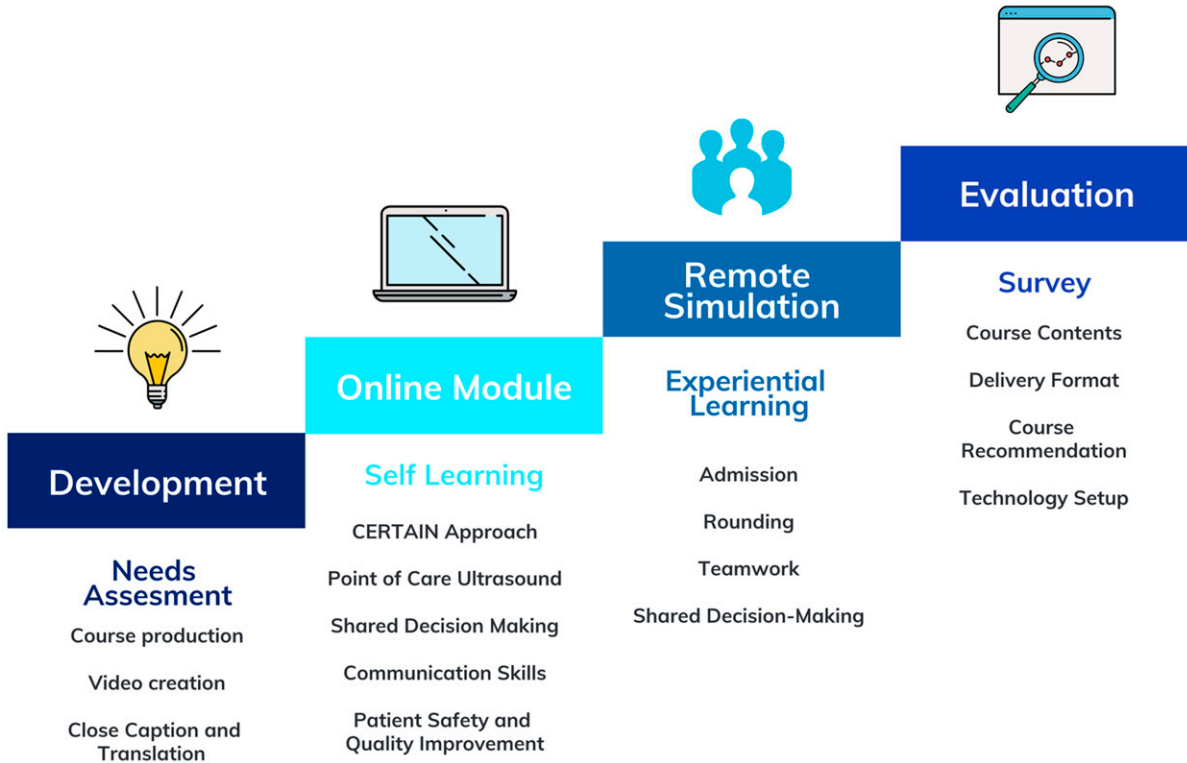 Development
Needs
Assesment
Course production
Video creation
Close Caption and
Translation
Online Module
Self Learning
CERTAIN Approach
Point of Care Ultrasound
Shared Decision Making
Communication Skills
Patient Safety and
Quality Improvement
Remote
Simulation
Experiential
Learning
Admission
Rounding
Teamwork
Shared Decision-Making
Evaluation
Survey
Course Contents
Delivery Format
Course
Recommendation
Technology Setup